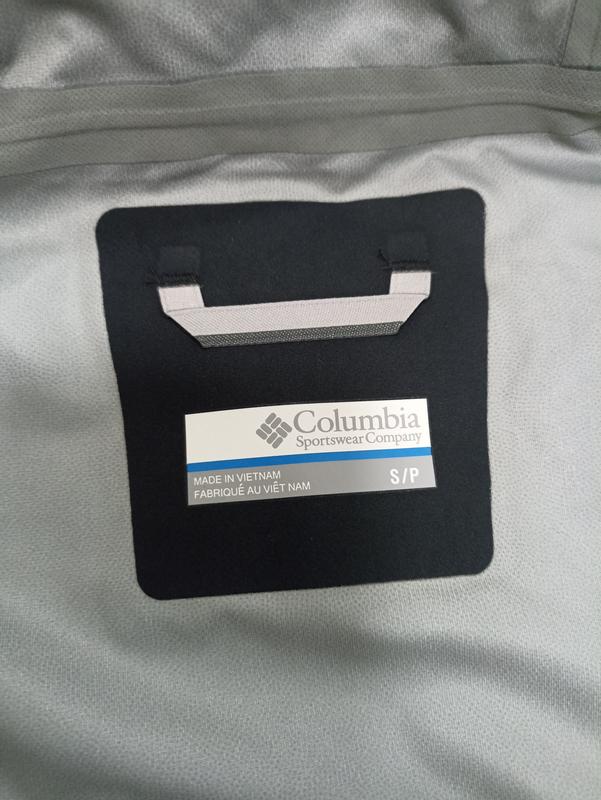 Columbia
Sportswear Company
MADE IN VIETNAM
FABRIQUÉ AU VIÊT NAM
S/P